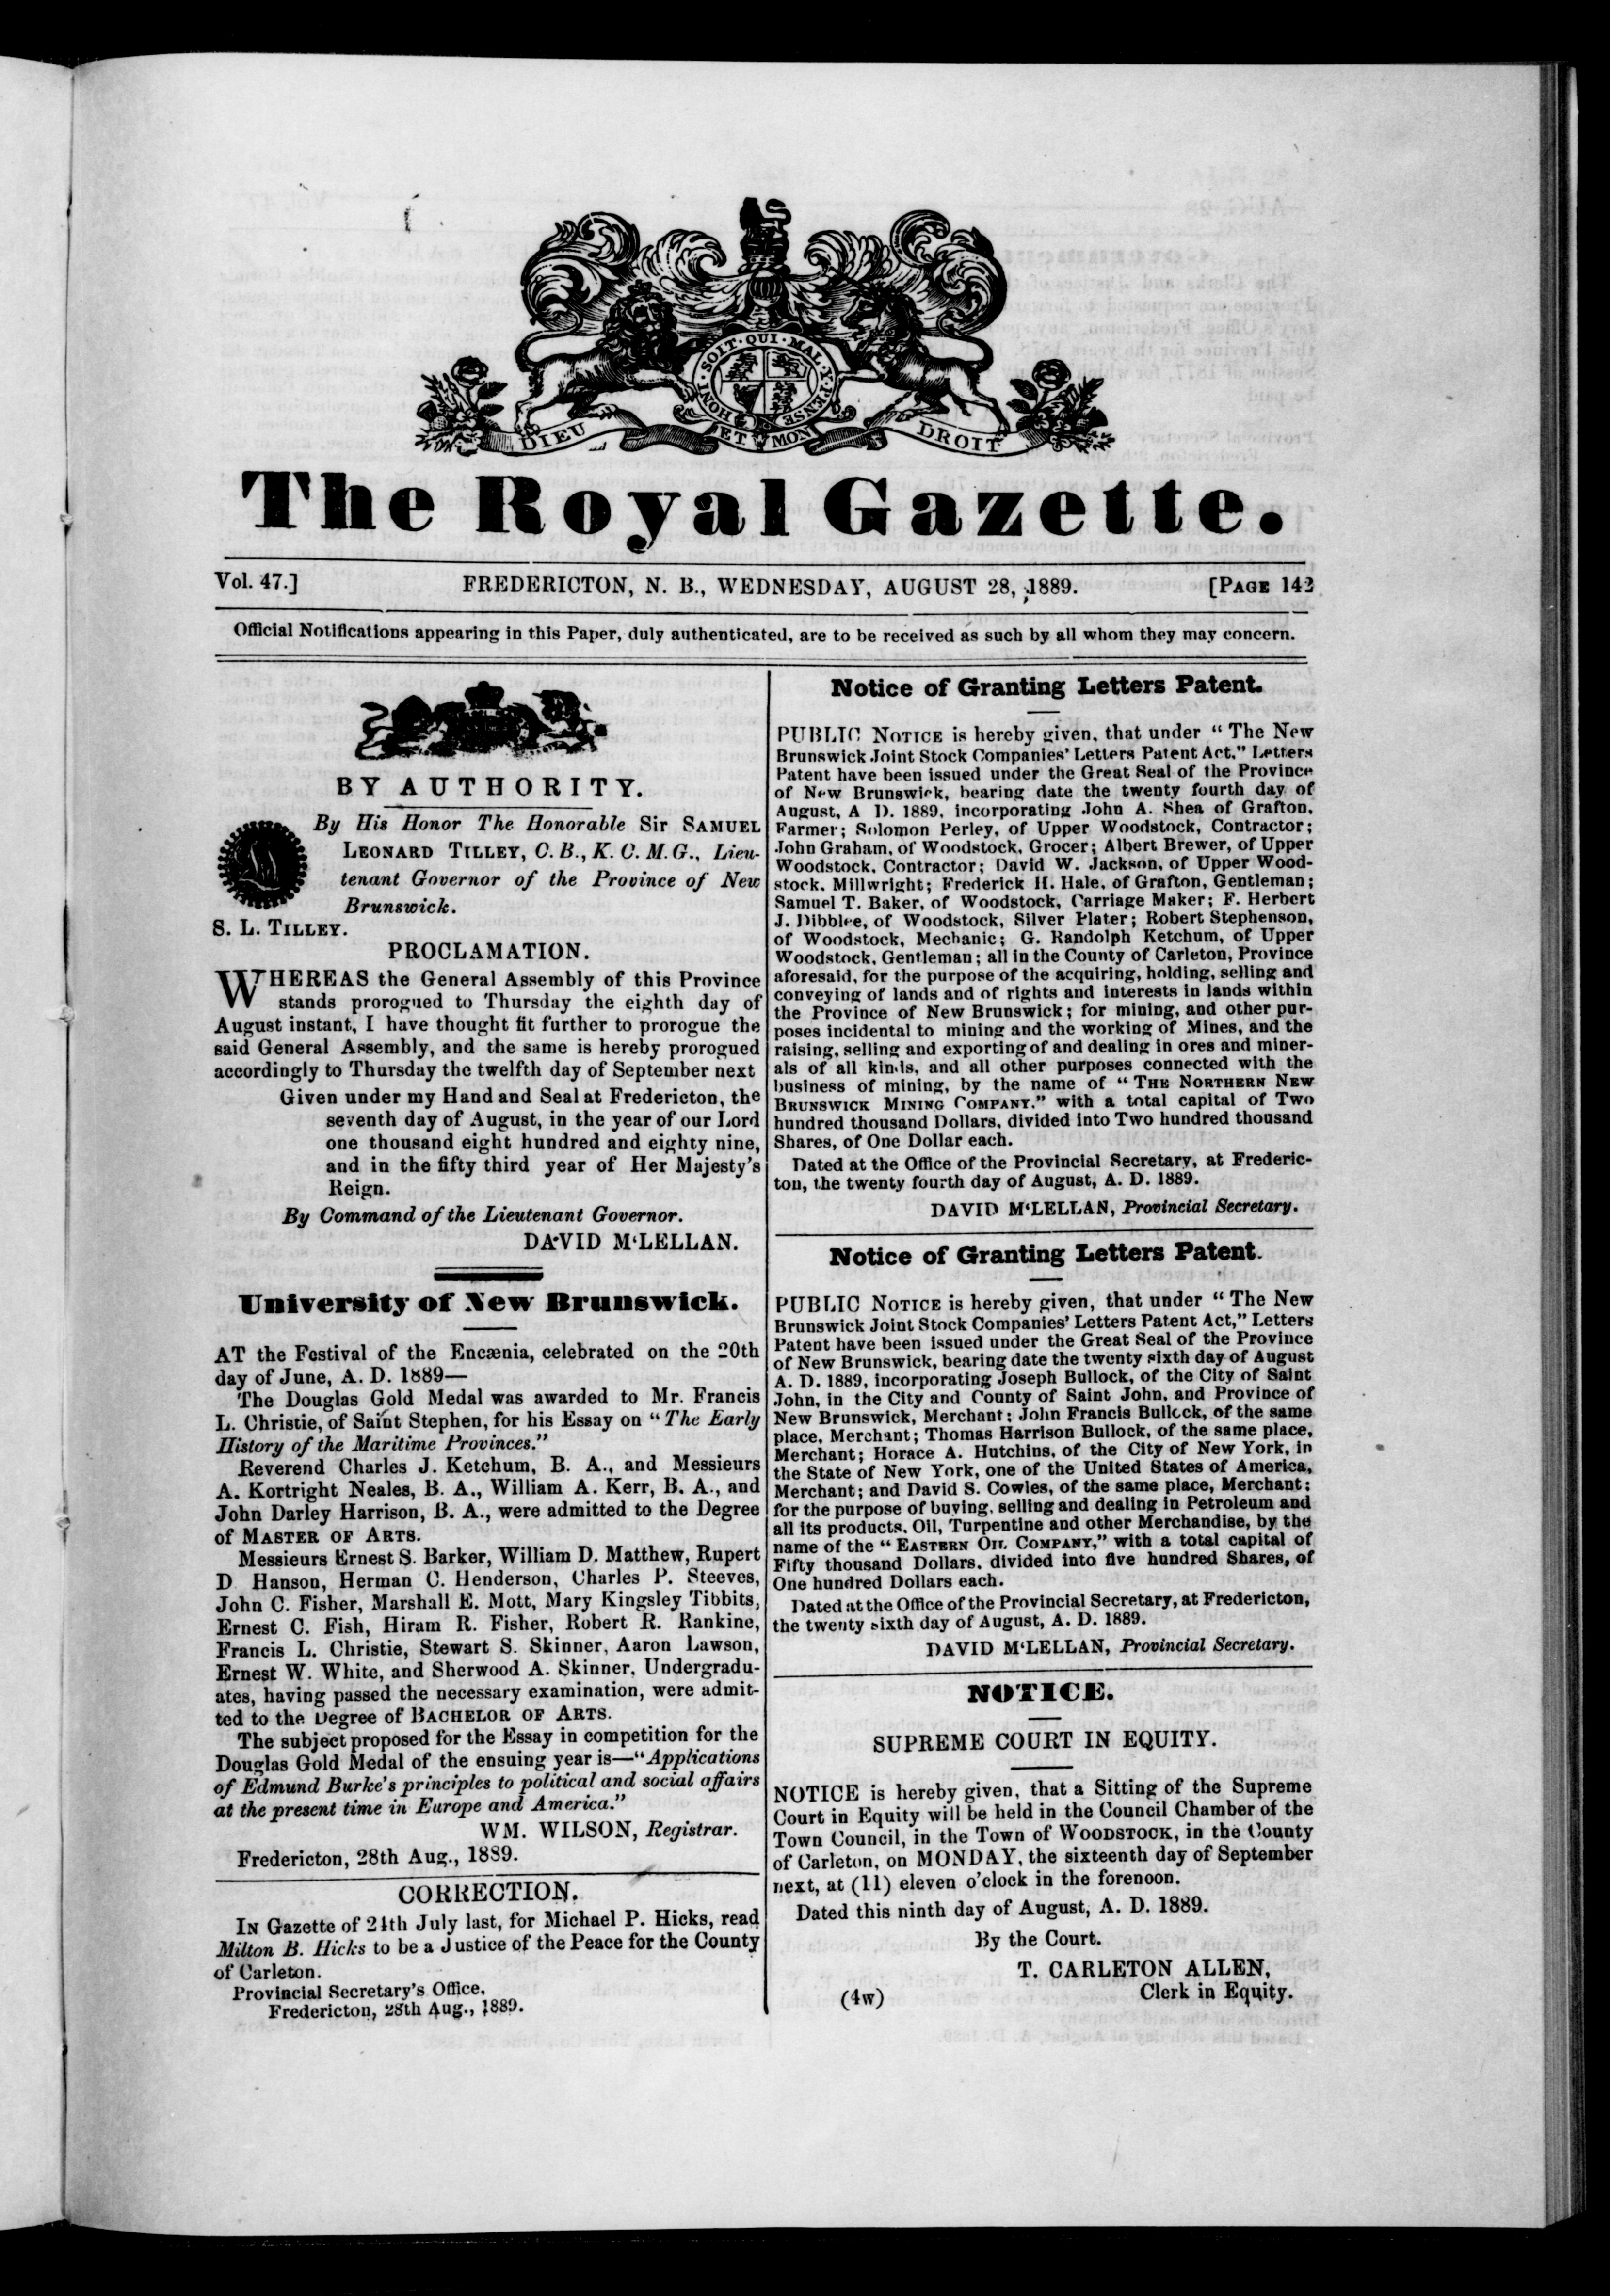 HONI · SOIT · QUI · MAL · Y · PENSE
DIEU ET MON DROIT
The Royal Gazette.
Vol. 47.] FREDERICTON, N. B., WEDNESDAY, AUGUST 28, 1889. [PAGE 142
Official Notifications appearing in this Paper, duly authenticated, are to be received as such by all whom they may concern.
BY AUTHORITY.
By His Honor The Honorable Sir SAMUEL
LEONARD TILLEY, C. B., K. C. M. G., Lieu-
tenant Governor of the Province of New
Brunswick.
S. L. TILLEY.
PROCLAMATION.
WHEREAS the General Assembly of this Province
stands prorogued to Thursday the eighth day of
August instant, I have thought fit further to prorogue the
said General Assembly, and the same is hereby prorogued
accordingly to Thursday the twelfth day of September next
Given under my Hand and Seal at Fredericton, the
seventh day of August, in the year of our Lord
one thousand eight hundred and eighty nine,
and in the fifty third year of Her Majesty's
Reign.
By Command of the Lieutenant Governor.
DAVID M'LELLAN.
University of New Brunswick.
AT the Festival of the Encænia, celebrated on the 20th
day of June, A. D. 1889—
The Douglas Gold Medal was awarded to Mr. Francis
L. Christie, of Saint Stephen, for his Essay on "The Early
History of the Maritime Provinces."
Reverend Charles J. Ketchum, B. A., and Messieurs
A. Kortright Neales, B. A., William A. Kerr, B. A., and
John Darley Harrison, B. A., were admitted to the Degree
of MASTER OF ARTS.
Messieurs Ernest S. Barker, William D. Matthew, Rupert
D Hanson, Herman C. Henderson, Charles P. Steeves,
John C. Fisher, Marshall E. Mott, Mary Kingsley Tibbits,
Ernest C. Fish, Hiram R. Fisher, Robert R. Rankine,
Francis L. Christie, Stewart S. Skinner, Aaron Lawson,
Ernest W. White, and Sherwood A. Skinner, Undergradu-
ates, having passed the necessary examination, were admit-
ted to the Degree of BACHELOR OF ARTS.
The subject proposed for the Essay in competition for the
Douglas Gold Medal of the ensuing year is—"Applications
of Edmund Burke's principles to political and social affairs
at the present time in Europe and America."
WM. WILSON, Registrar.
Fredericton, 28th Aug., 1889.
CORRECTION.
IN Gazette of 24th July last, for Michael P. Hicks, read
Milton B. Hicks to be a Justice of the Peace for the County
of Carleton.
Provincial Secretary's Office,
Fredericton, 28th Aug., 1889.
Notice of Granting Letters Patent.
PUBLIC NOTICE is hereby given, that under "The New
Brunswick Joint Stock Companies' Letters Patent Act," Letters
Patent have been issued under the Great Seal of the Province
of New Brunswick, bearing date the twenty fourth day of
August, A D. 1889, incorporating John A. Shea of Grafton,
Farmer; Solomon Perley, of Upper Woodstock, Contractor;
John Graham, of Woodstock, Grocer; Albert Brewer, of Upper
Woodstock, Contractor; David W. Jackson, of Upper Wood-
stock, Millwright; Frederick H. Hale, of Grafton, Gentleman;
Samuel T. Baker, of Woodstock, Carriage Maker; F. Herbert
J. Dibblee, of Woodstock, Silver Plater; Robert Stephenson,
of Woodstock, Mechanic; G. Randolph Ketchum, of Upper
Woodstock, Gentleman; all in the County of Carleton, Province
aforesaid, for the purpose of the acquiring, holding, selling and
conveying of lands and of rights and interests in lands within
the Province of New Brunswick; for mining, and other pur-
poses incidental to mining and the working of Mines, and the
raising, selling and exporting of and dealing in ores and miner-
als of all kinds, and all other purposes connected with the
business of mining, by the name of "THE NORTHERN NEW
BRUNSWICK MINING COMPANY," with a total capital of Two
hundred thousand Dollars, divided into Two hundred thousand
Shares, of One Dollar each.
Dated at the Office of the Provincial Secretary, at Frederic-
ton, the twenty fourth day of August, A. D. 1889.
DAVID M'LELLAN, Provincial Secretary.
Notice of Granting Letters Patent.
PUBLIC NOTICE is hereby given, that under "The New
Brunswick Joint Stock Companies' Letters Patent Act," Letters
Patent have been issued under the Great Seal of the Province
of New Brunswick, bearing date the twenty sixth day of August
A. D. 1889, incorporating Joseph Bullock, of the City of Saint
John, in the City and County of Saint John, and Province of
New Brunswick, Merchant; John Francis Bullock, of the same
place, Merchant; Thomas Harrison Bullock, of the same place,
Merchant; Horace A. Hutchins, of the City of New York, in
the State of New York, one of the United States of America,
Merchant; and David S. Cowles, of the same place, Merchant:
for the purpose of buying, selling and dealing in Petroleum and
all its products, Oil, Turpentine and other Merchandise, by the
name of the "EASTERN OIL COMPANY," with a total capital of
Fifty thousand Dollars, divided into five hundred Shares, of
One hundred Dollars each.
Dated at the Office of the Provincial Secretary, at Fredericton,
the twenty sixth day of August, A. D. 1889.
DAVID M'LELLAN, Provincial Secretary.
NOTICE.
SUPREME COURT IN EQUITY.
NOTICE is hereby given, that a Sitting of the Supreme
Court in Equity will be held in the Council Chamber of the
Town Council, in the Town of WOODSTOCK, in the County
of Carleton, on MONDAY, the sixteenth day of September
next, at (11) eleven o'clock in the forenoon.
Dated this ninth day of August, A. D. 1889.
By the Court.
T. CARLETON ALLEN,
(4w) Clerk in Equity.